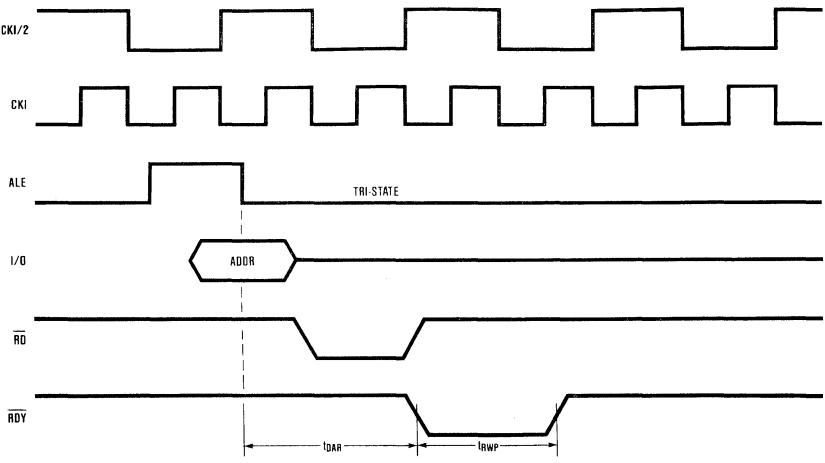 CKI/2
CKI
ALE
TRI-STATE
I/O
ADDR
RD
RDY
tDAR
tRWP